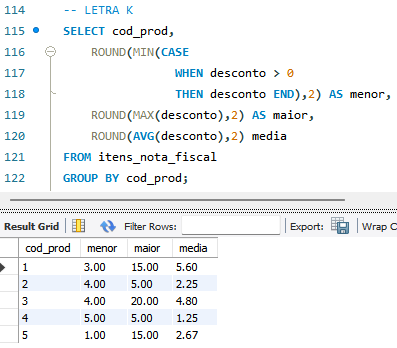 114 -- LETRA K
115 SELECT cod_prod,
116 ROUND(MIN(CASE
117 WHEN desconto > 0
118 THEN desconto END),2) AS menor,
119 ROUND(MAX(desconto),2) AS maior,
120 ROUND(AVG(desconto),2) media
121 FROM itens_nota_fiscal
122 GROUP BY cod_prod;
Result Grid Filter Rows: Export: Wrap C
cod_prod menor maior media
1 3.00 15.00 5.60
2 4.00 5.00 2.25
3 4.00 20.00 4.80
4 5.00 5.00 1.25
5 1.00 15.00 2.67